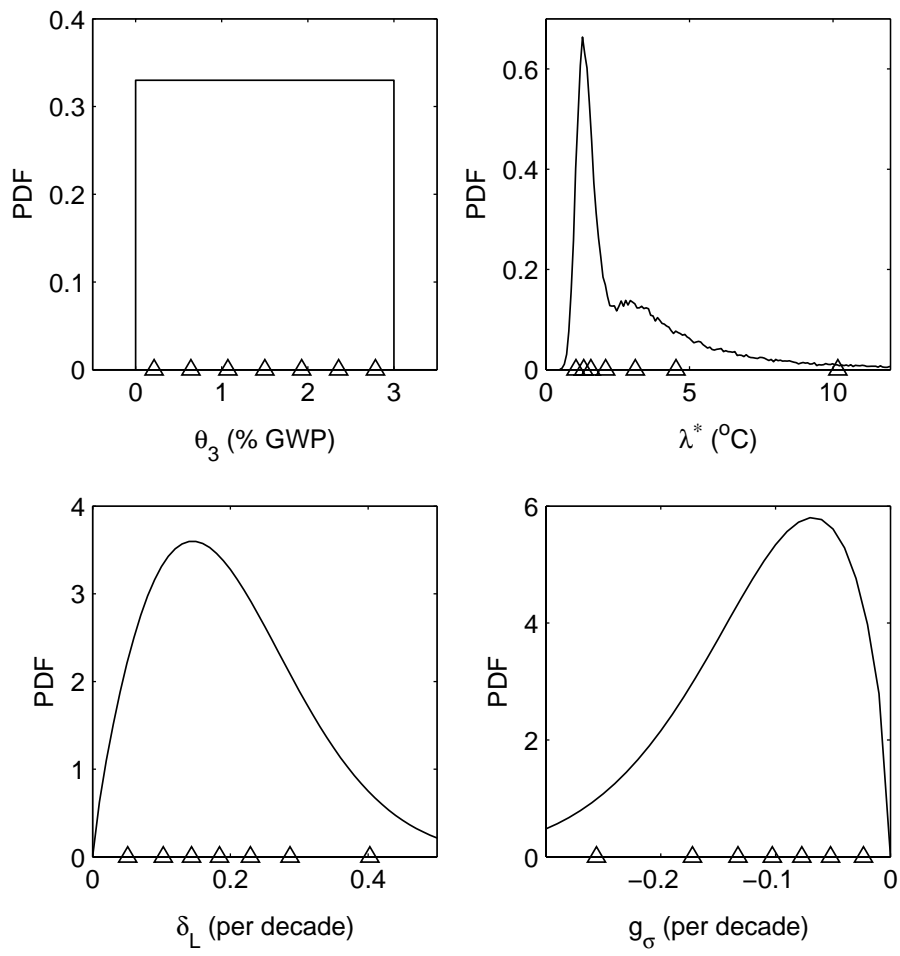 0.4
0.3
0.2
0.1
0
PDF
0 1 2 3
θ3 (% GWP)
0.6
0.4
0.2
0
PDF
0 5 10
λ* (oC)
4
3
2
1
0
PDF
0 0.2 0.4
δL (per decade)
6
4
2
0
PDF
−0.2 −0.1 0
gσ (per decade)